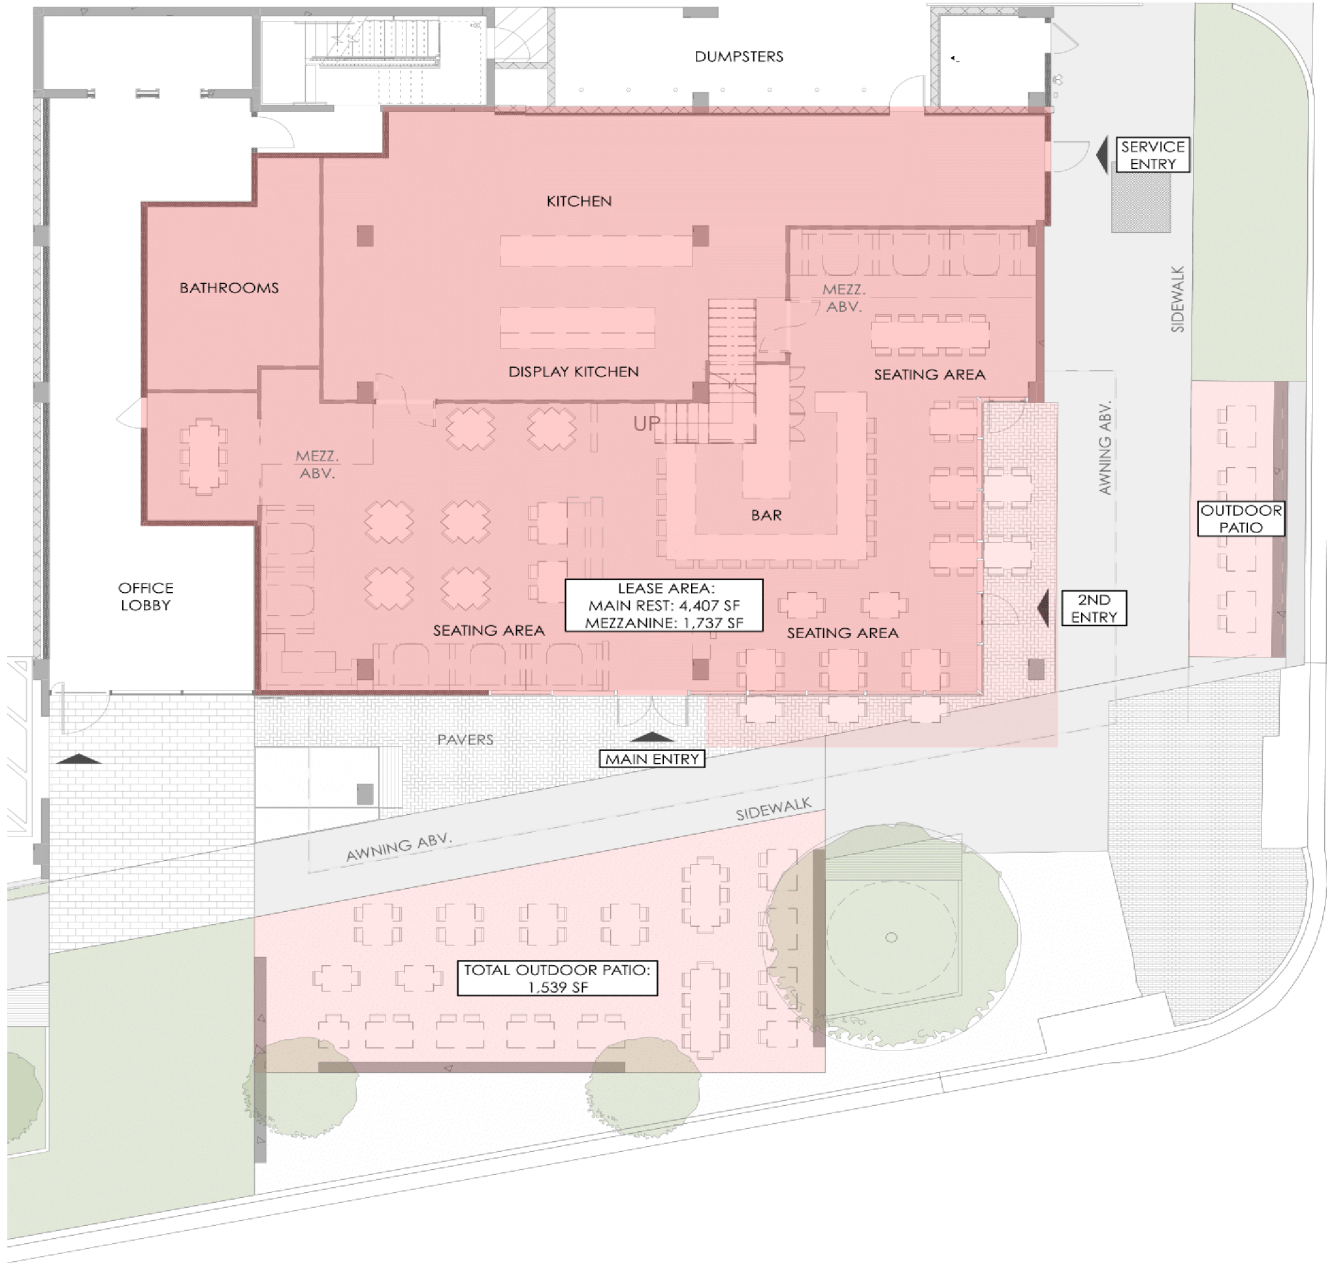 DUMPSTERS
SERVICE
ENTRY
KITCHEN
SIDEWALK
BATHROOMS
MEZZ.
ABV.
DISPLAY KITCHEN
SEATING AREA
UP
AWNING ABV.
MEZZ.
ABV.
BAR
OUTDOOR
PATIO
OFFICE
LOBBY
LEASE AREA:
MAIN REST: 4,407 SF
MEZZANINE: 1,737 SF
2ND
ENTRY
SEATING AREA
SEATING AREA
PAVERS
MAIN ENTRY
SIDEWALK
AWNING ABV.
TOTAL OUTDOOR PATIO:
1,539 SF